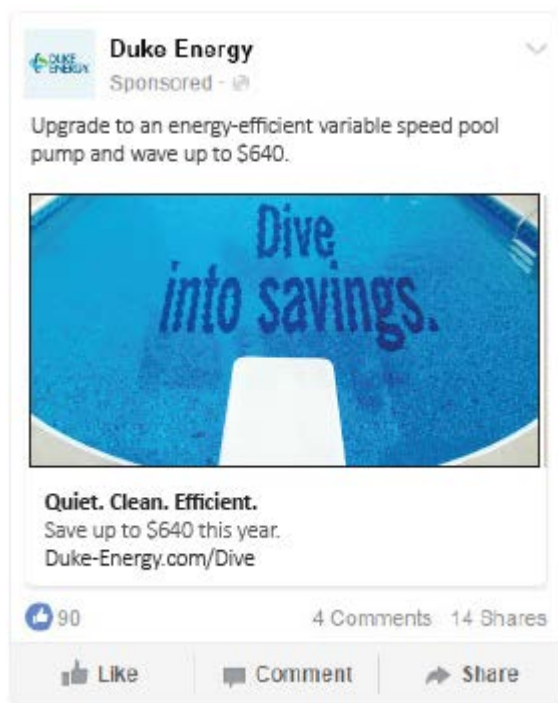 DUKE
ENERGY
Duke Energy
Sponsored -
Upgrade to an energy-efficient variable speed pool
pump and wave up to $640.
Dive
into savings.
Quiet. Clean. Efficient.
Save up to $640 this year.
Duke-Energy.com/Dive
90 4 Comments 14 Shares
Like Comment Share